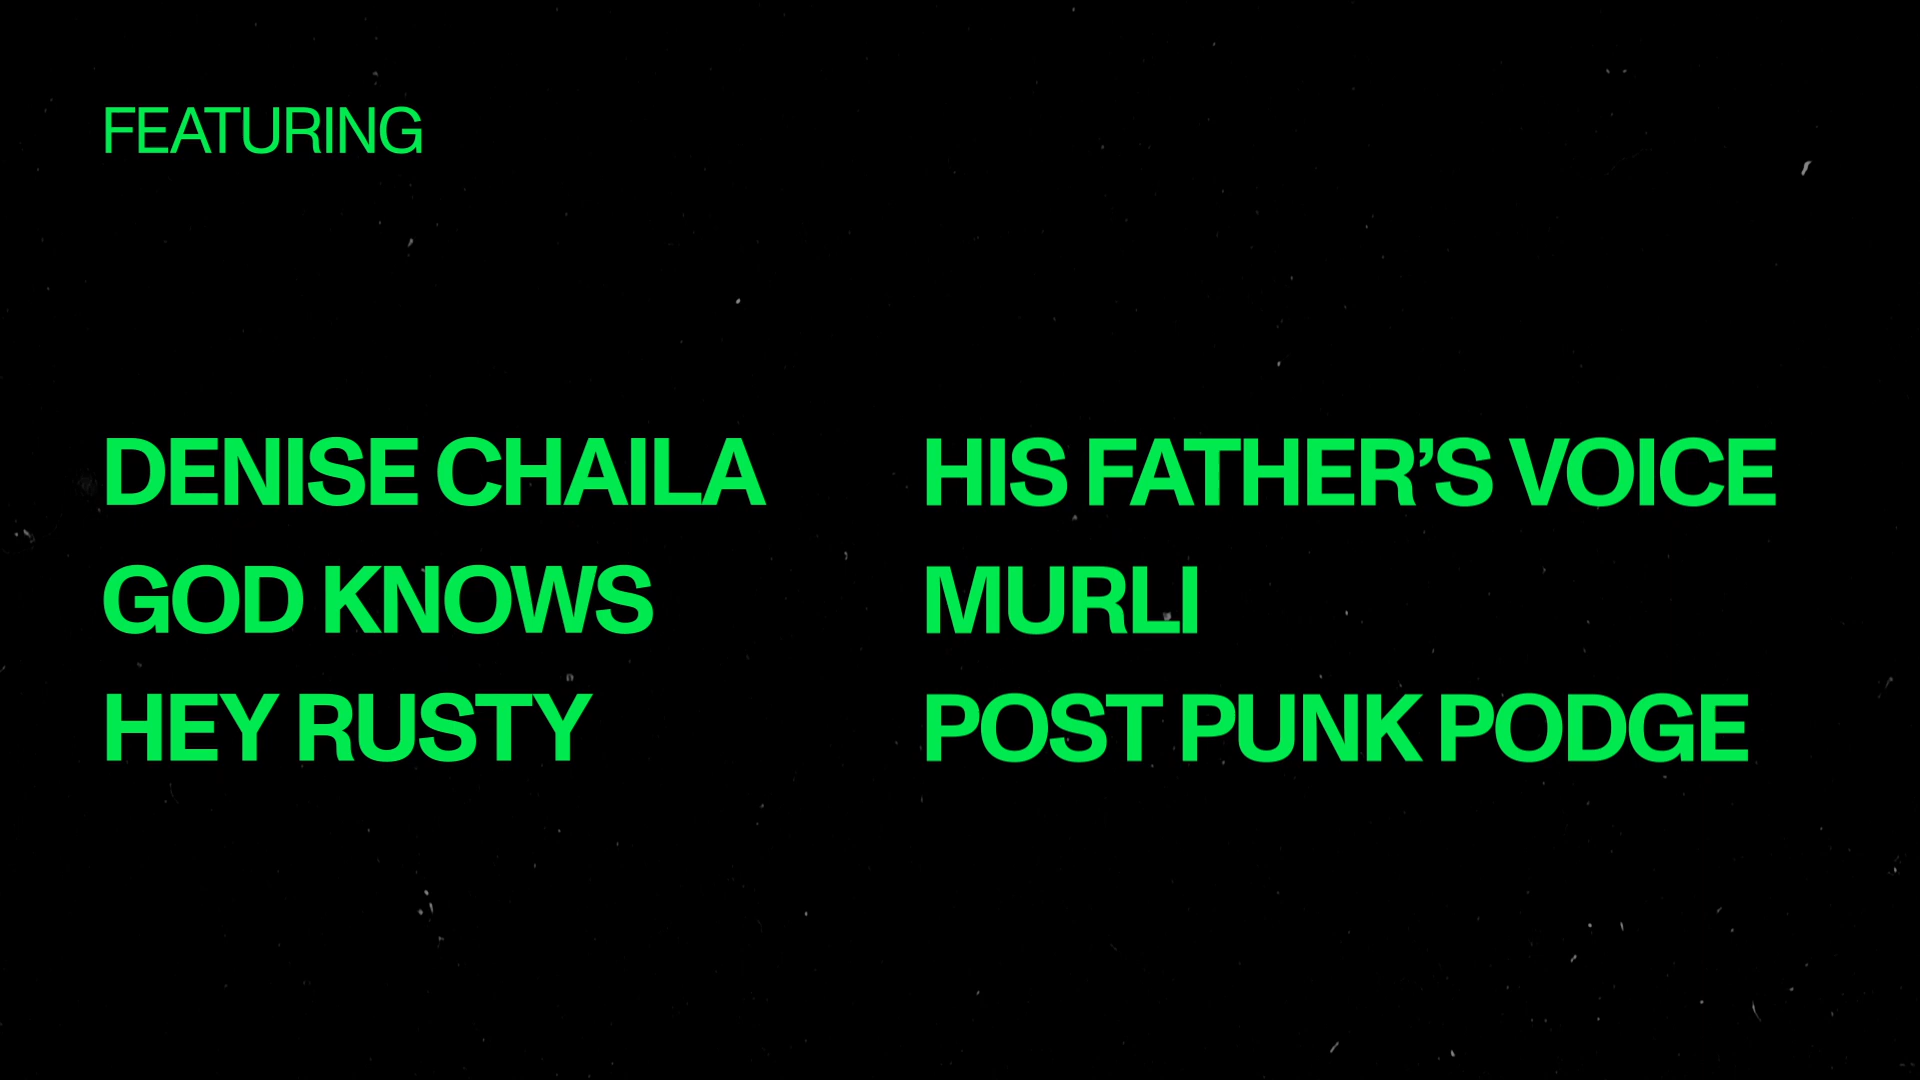 FEATURING
DENISE CHAILA
GOD KNOWS
HEY RUSTY
HIS FATHER’S VOICE
MURLI
POST PUNK PODGE